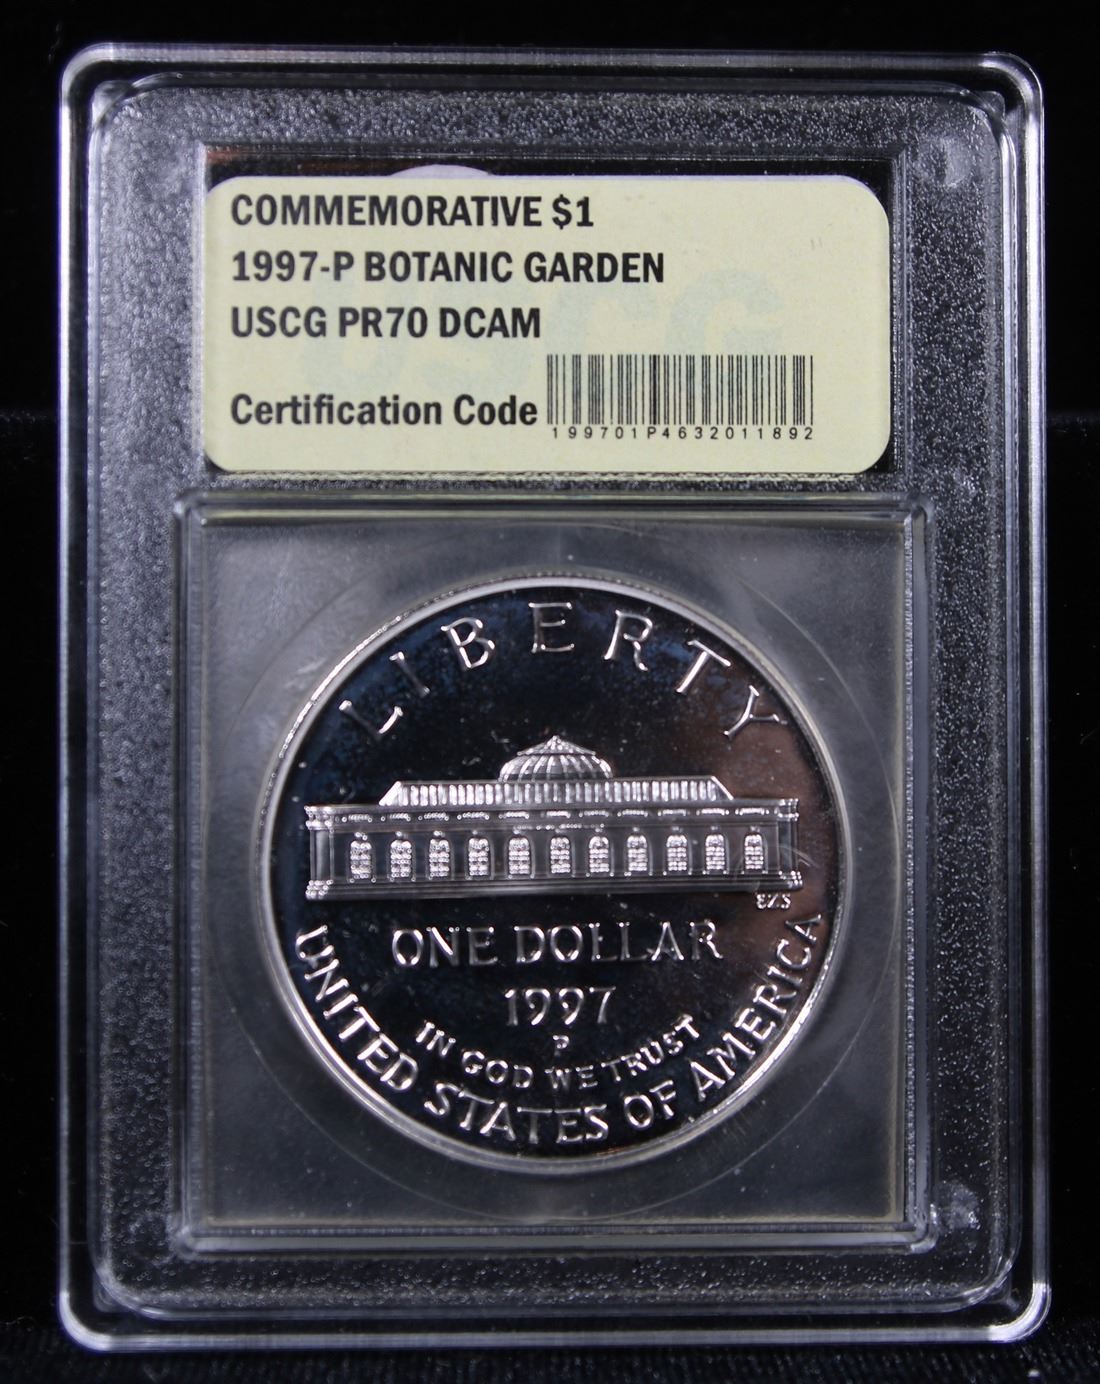 COMMEMORATIVE $1
1997-P BOTANIC GARDEN
USCG PR70 DCAM
Certification Code
199701P4632011892
LIBERTY
ONE DOLLAR
1997
P
IN GOD WE TRUST
UNITED STATES OF AMERICA